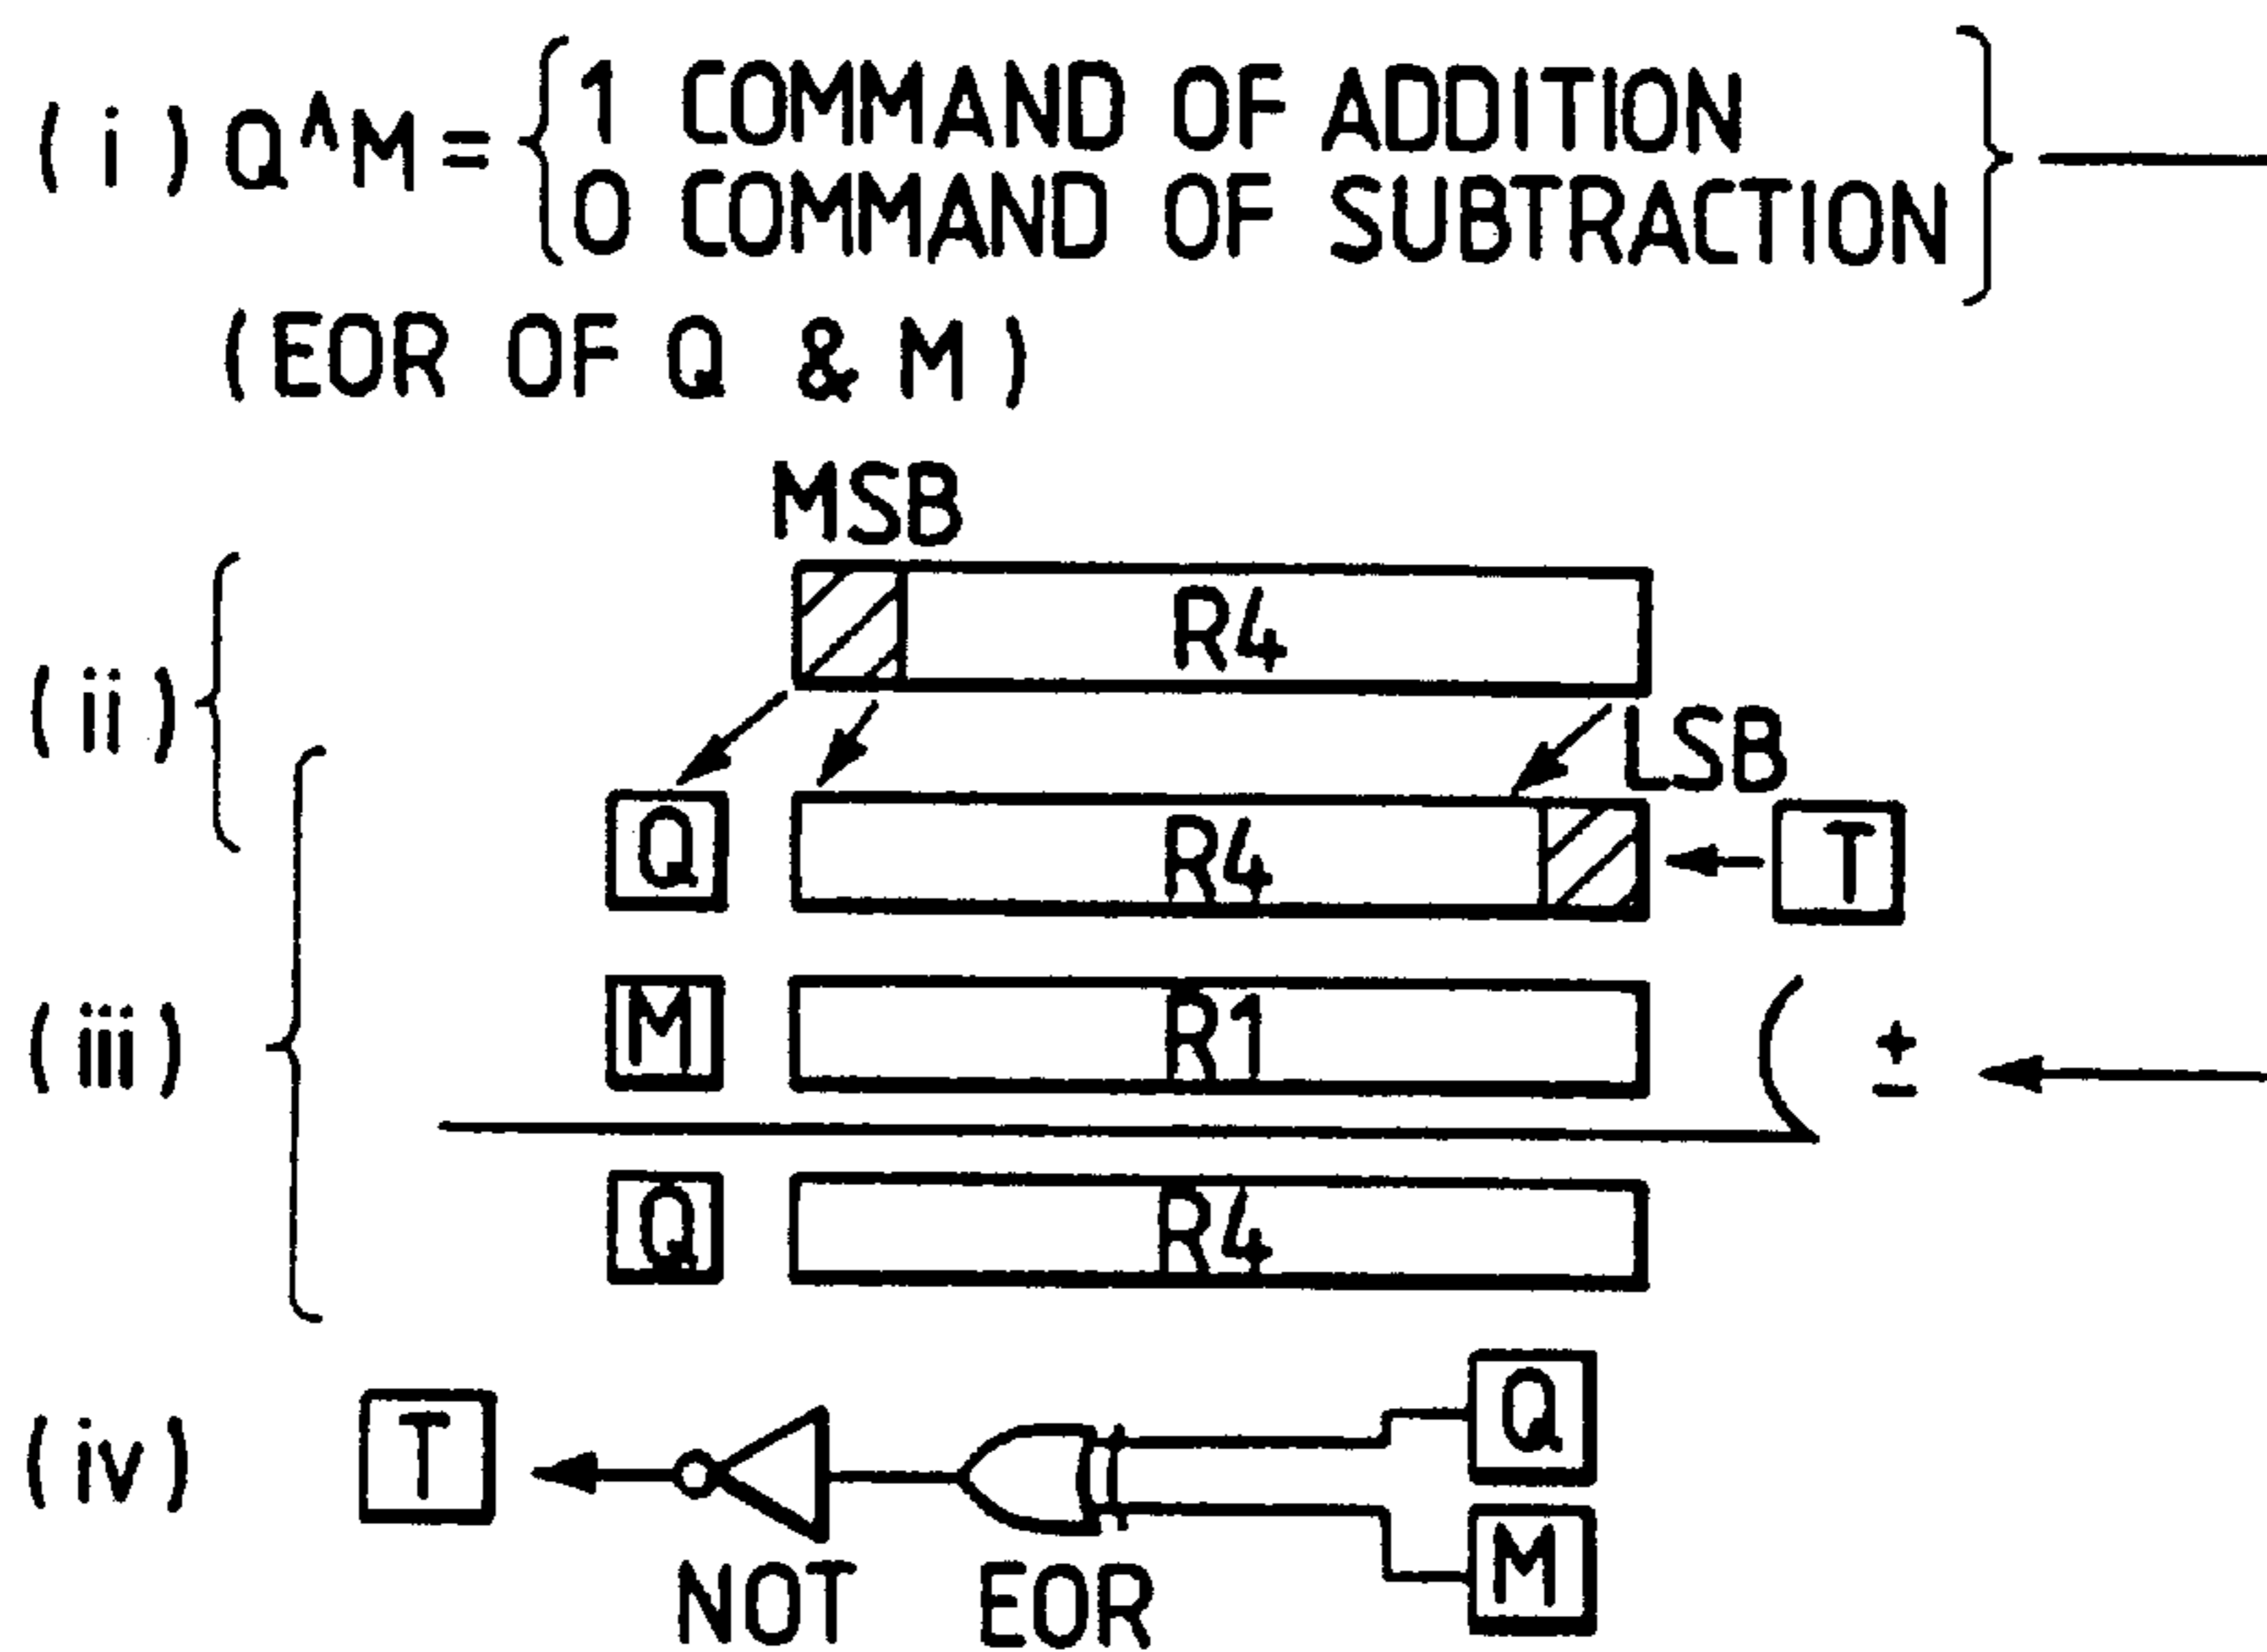 (i) Q^M = { 1 COMMAND OF ADDITION
0 COMMAND OF SUBTRACTION }
(EOR OF Q & M)
MSB
R4
(ii)
LSB
Q R4 T
(iii) M R1 ±
Q R4
(iv) T Q
M
NOT EOR